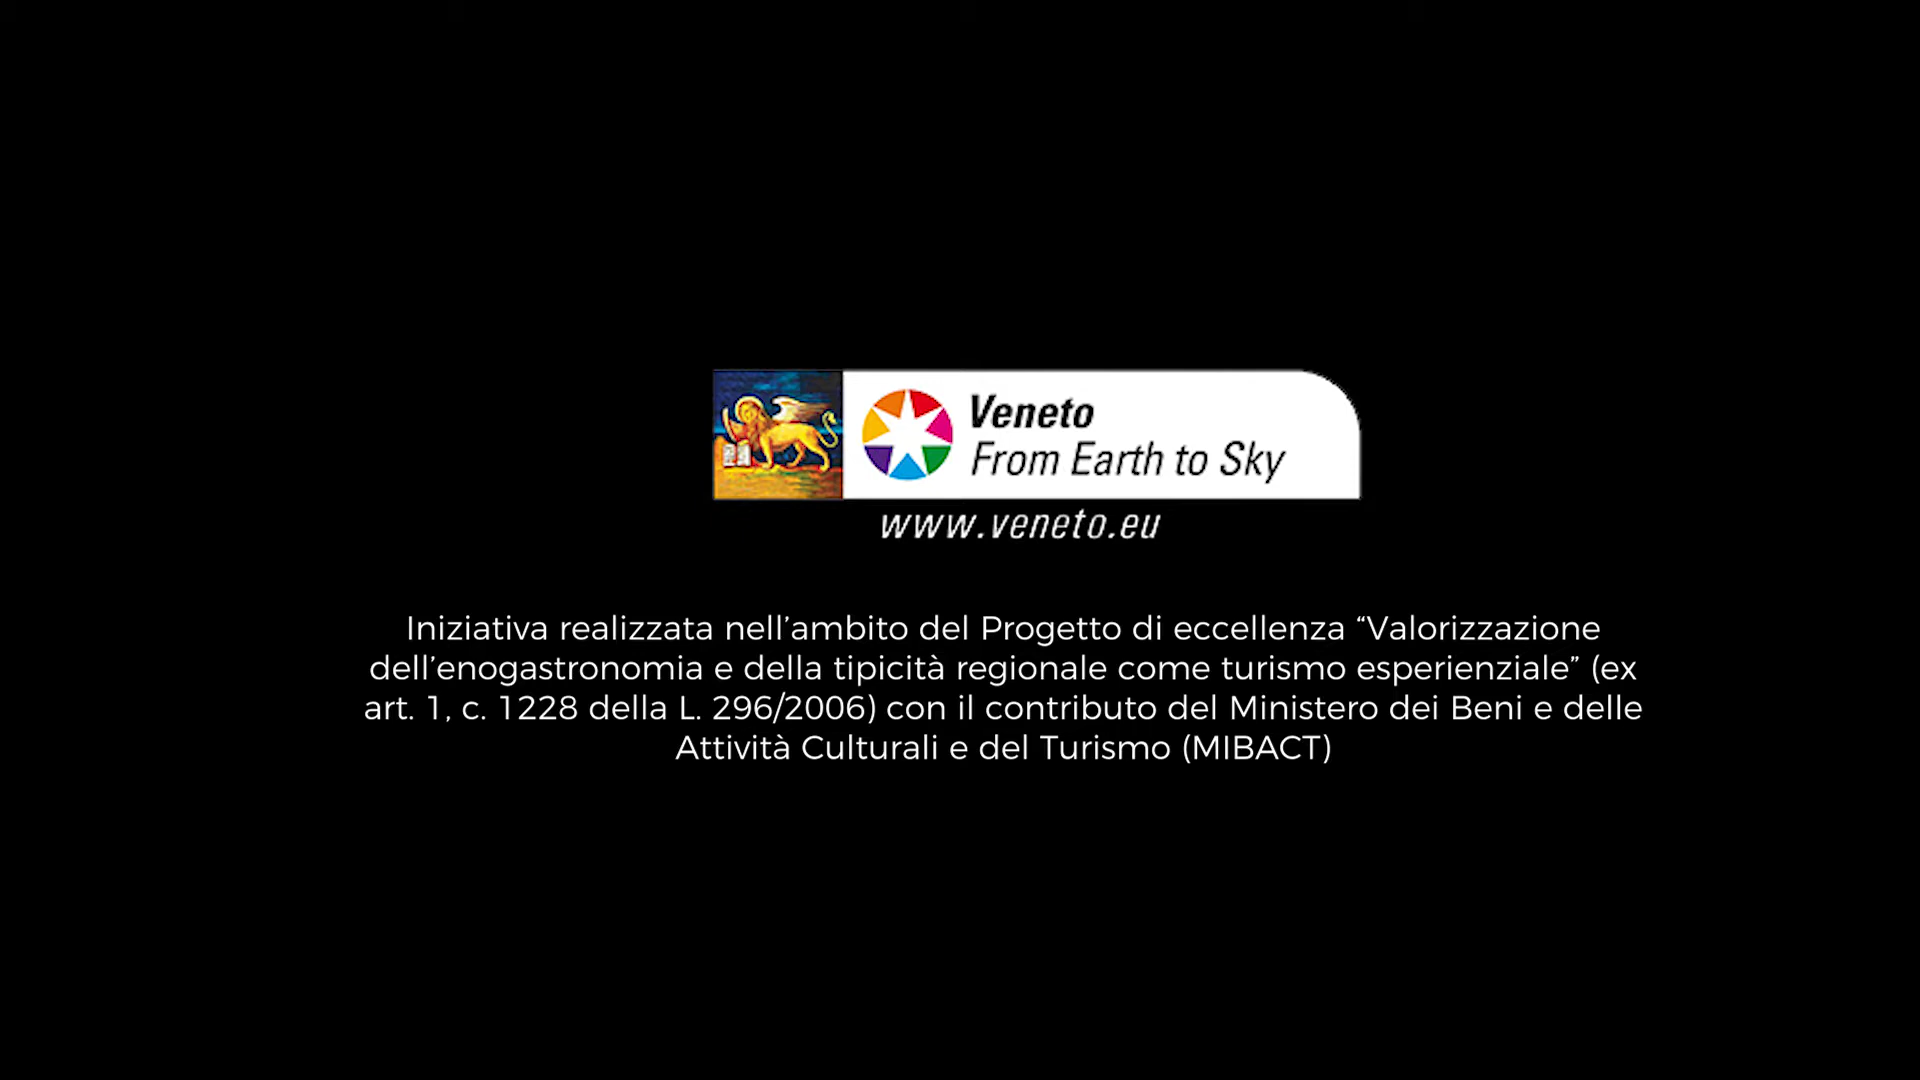 Veneto
From Earth to Sky
www.veneto.eu
Iniziativa realizzata nell’ambito del Progetto di eccellenza “Valorizzazione
dell’enogastronomia e della tipicità regionale come turismo esperienziale” (ex
art. 1, c. 1228 della L. 296/2006) con il contributo del Ministero dei Beni e delle
Attività Culturali e del Turismo (MIBACT)